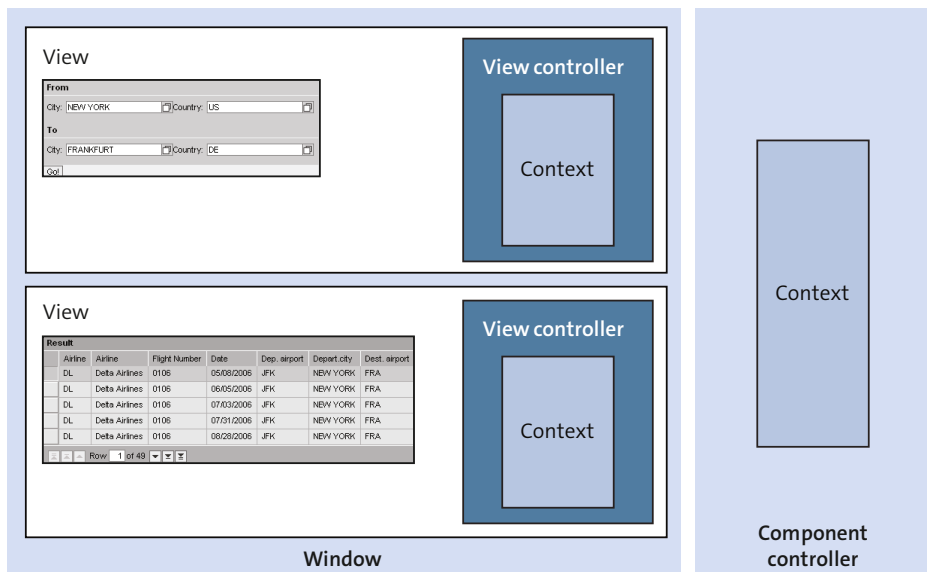 View
From
City: NEW YORK Country: US
To
City: FRANKFURT Country: DE
Go!
View controller
Context
View
Result
Airline Airline Flight Number Date Dep. airport Depart.city Dest. airport
DL Delta Airlines 0106 05/08/2006 JFK NEW YORK FRA
DL Delta Airlines 0106 06/05/2006 JFK NEW YORK FRA
DL Delta Airlines 0106 07/03/2006 JFK NEW YORK FRA
DL Delta Airlines 0106 07/31/2006 JFK NEW YORK FRA
DL Delta Airlines 0106 08/28/2006 JFK NEW YORK FRA
Row 1 of 49
View controller
Context
Window
Context
Component
controller